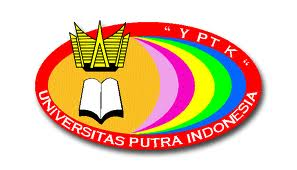 " Y P T K "
UNIVERSITAS PUTRA INDONESIA